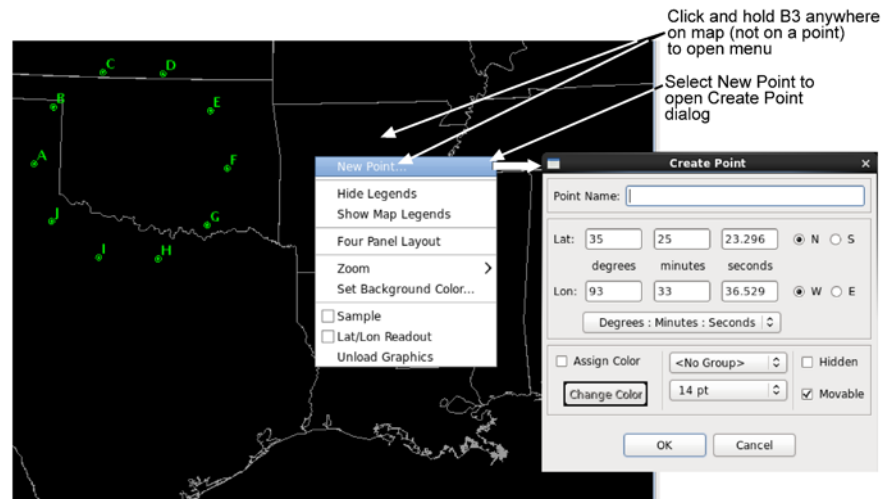 Click and hold B3 anywhere
on map (not on a point)
to open menu
Select New Point to
open Create Point
dialog
C
D
B
E
A
F
J
G
I
H
New Point...
Hide Legends
Show Map Legends
Four Panel Layout
Zoom
Set Background Color...
Sample
Lat/Lon Readout
Unload Graphics
Create Point
Point Name:
Lat: 35 25 23.296 N S
degrees minutes seconds
Lon: 93 33 36.529 W E
Degrees : Minutes : Seconds
Assign Color <No Group> Hidden
Change Color 14 pt Movable
OK Cancel